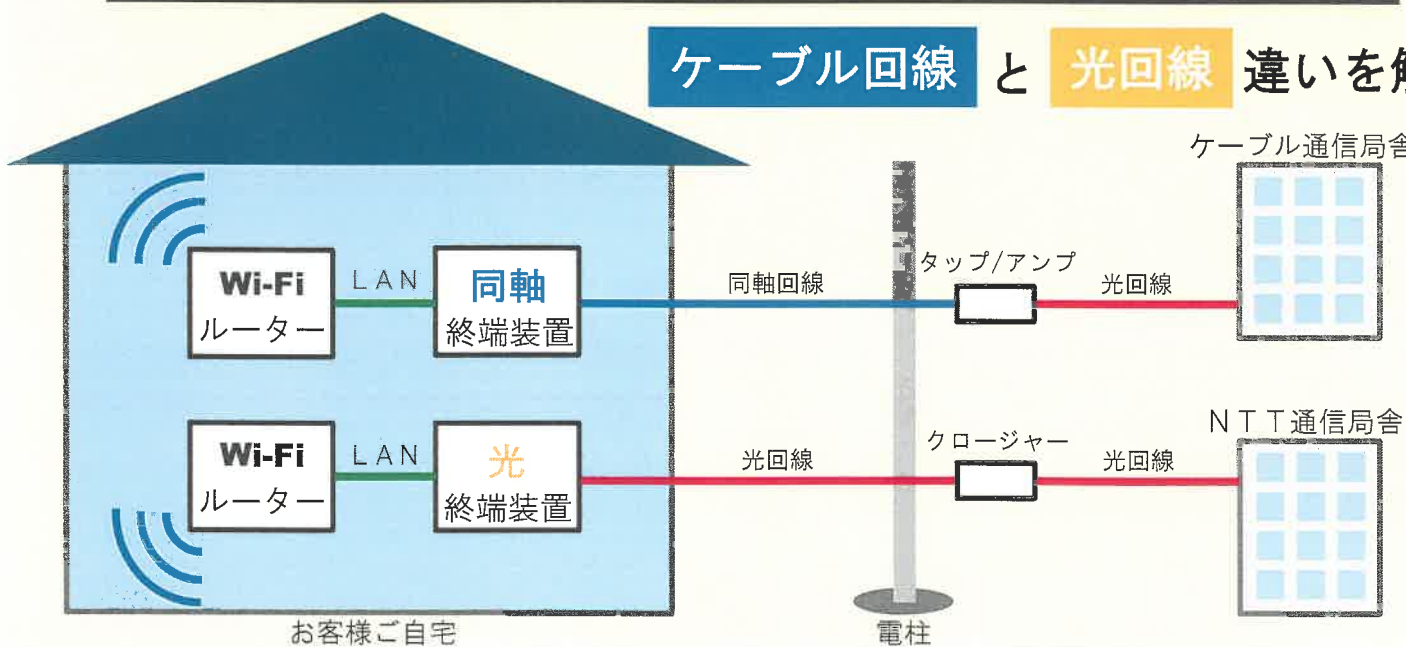 ケーブル回線 と 光回線 違いを
ケーブル通信局舎
Wi-Fi
ルーター
LAN
同軸
終端装置
同軸回線
タップ/アンプ
光回線
Wi-Fi
ルーター
LAN
光
終端装置
光回線
クロージャー
光回線
NTT通信局舎
お客様ご自宅
電柱